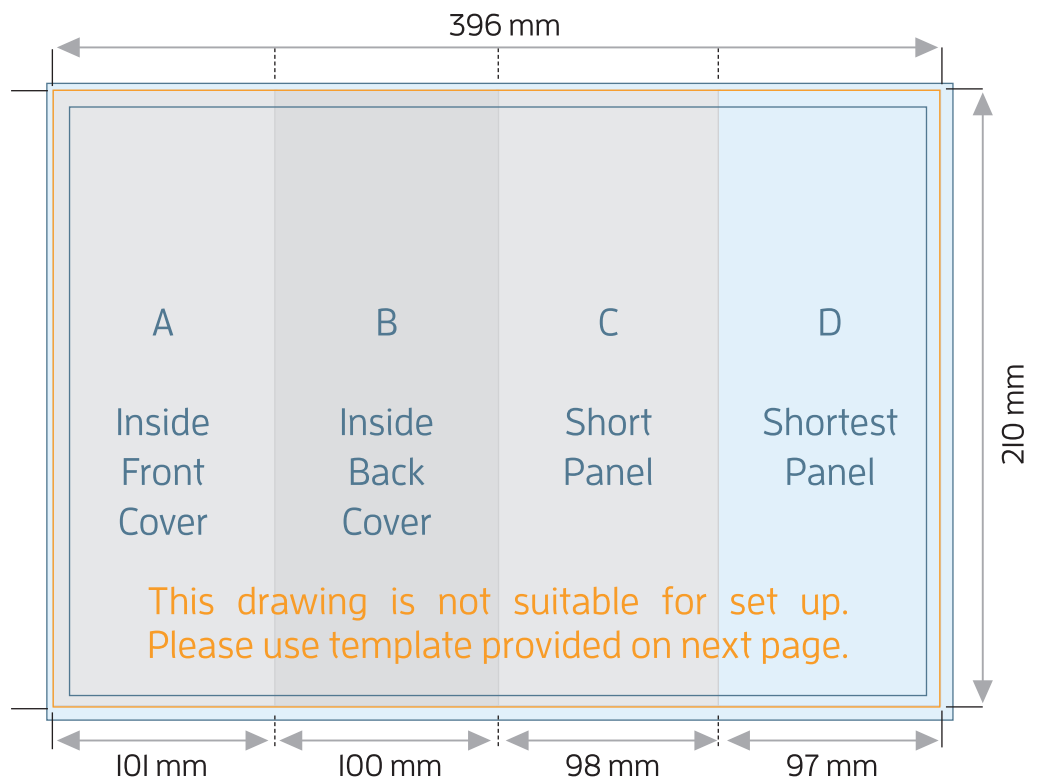 396 mm
A
B
C
D
Inside
Front
Cover
Inside
Back
Cover
Short
Panel
Shortest
Panel
210 mm
This drawing is not suitable for set up.
Please use template provided on next page.
101 mm
100 mm
98 mm
97 mm